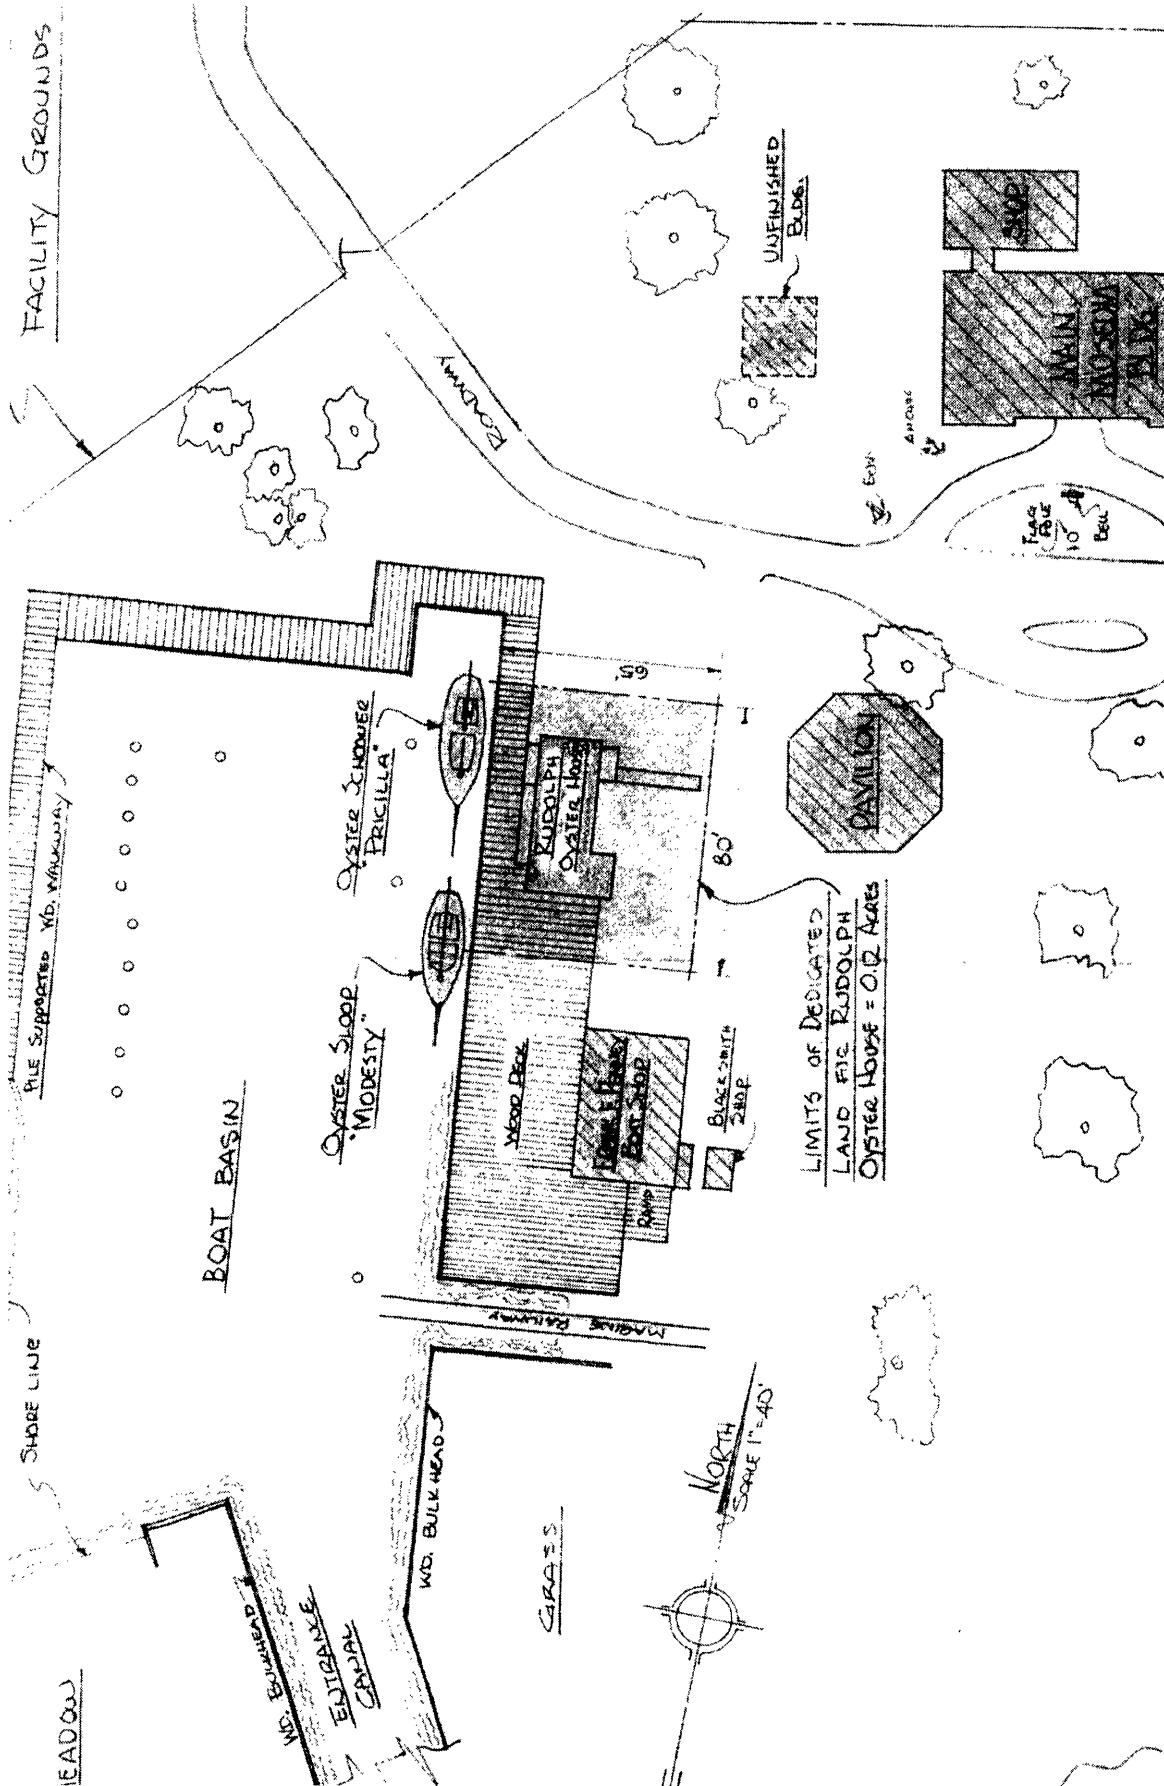 FACILITY GROUNDS
ROADWAY
UNFINISHED
BLDG.
SHOP
MAIN
MUSEUM
BLDG.
ANCHOR
FLAG
POLE
BELL
PILE SUPPORTED WD. WALKWAY
OYSTER SCHOONER
"PRICILLA"
OYSTER SLOOP
"MODESTY"
65'
80'
RUDOLPH
OYSTER HOUSE
PAVILION
LIMITS OF DEDICATED
LAND FIR RUDOLPH
OYSTER HOUSE = 0.12 ACRES
WOOD DECK
BOAT SHOP
BLACKSMITH
SHOP
RAMP
BOAT BASIN
SHORE LINE
MARINE RAILWAY
WD. BULKHEAD
WD. BULKHEAD
ENTRANCE
CANAL
GRASS
NORTH
SCALE 1"=40'
MEADOW